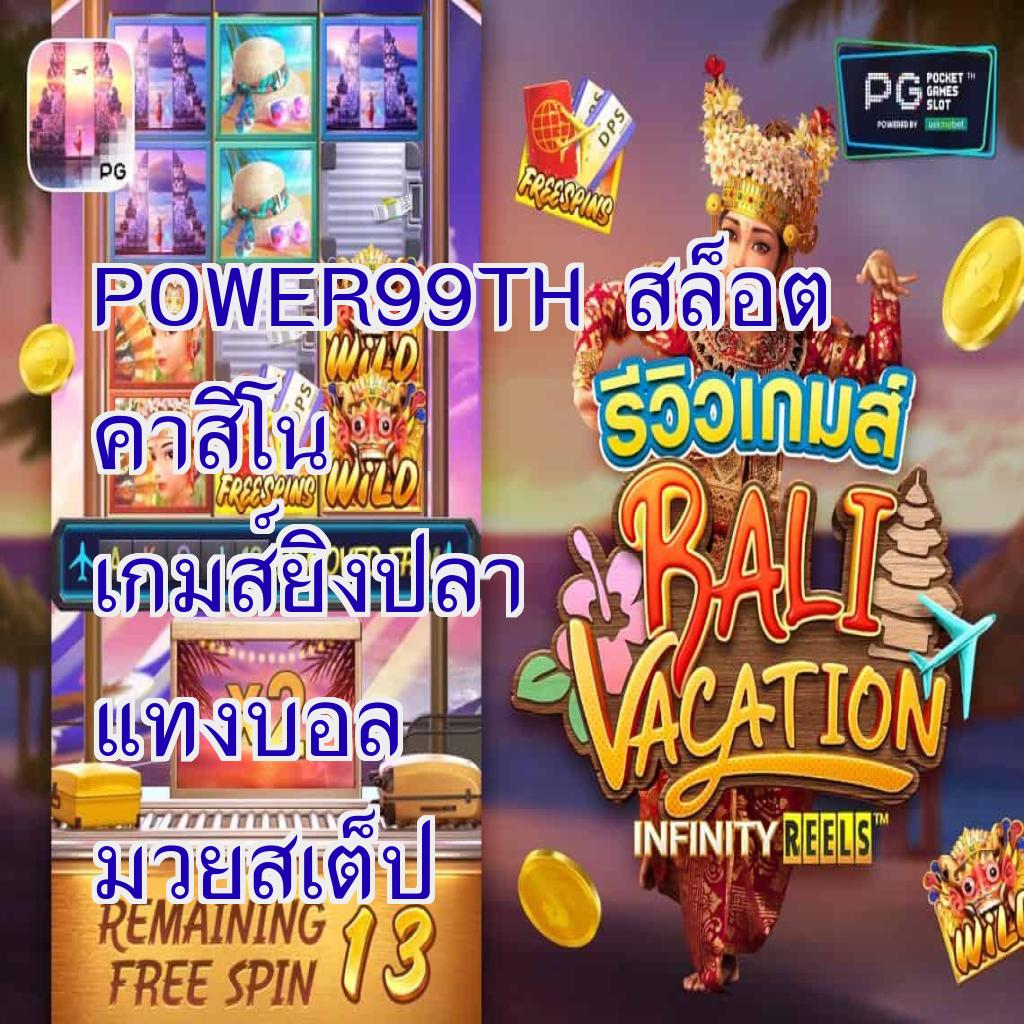 PG
PG POCKET GAMES SLOT™
POWERED BY askmebet
DPS
FREESPINS
POWER99TH สล็อต
WILD
คาสิโน
FREESPINS
WILD
เกมส์ยิงปลา
x2
แทงบอล
มวยสเต็ป
REMAINING
FREE SPIN 13
รีวิวเกมส์
BALI
VACATION
INFINITY REELS™
WILD